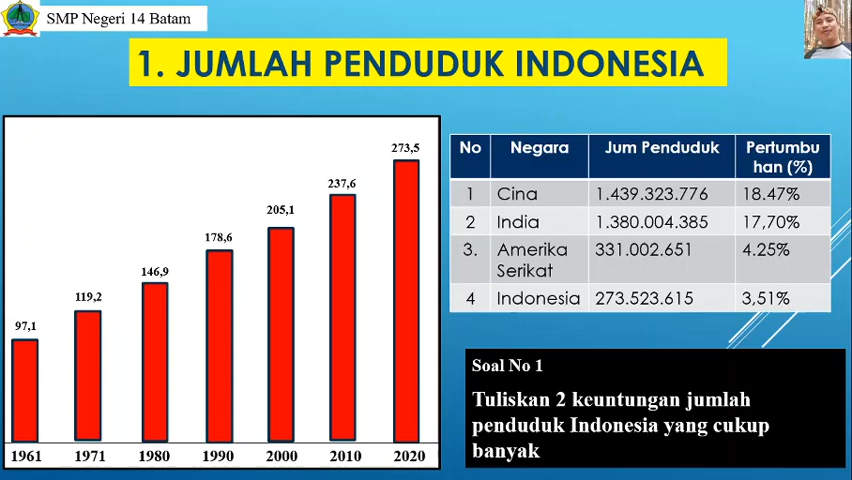 SMP Negeri 14 Batam
1. JUMLAH PENDUDUK INDONESIA
273,5
237,6
205,1
178,6
146,9
119,2
97,1
1961 1971 1980 1990 2000 2010 2020
No Negara Jum Penduduk Pertumbu
han (%)
1 Cina 1.439.323.776 18.47%
2 India 1.380.004.385 17,70%
3. Amerika 331.002.651 4.25%
Serikat
4 Indonesia 273.523.615 3,51%
Soal No 1
Tuliskan 2 keuntungan jumlah
penduduk Indonesia yang cukup
banyak